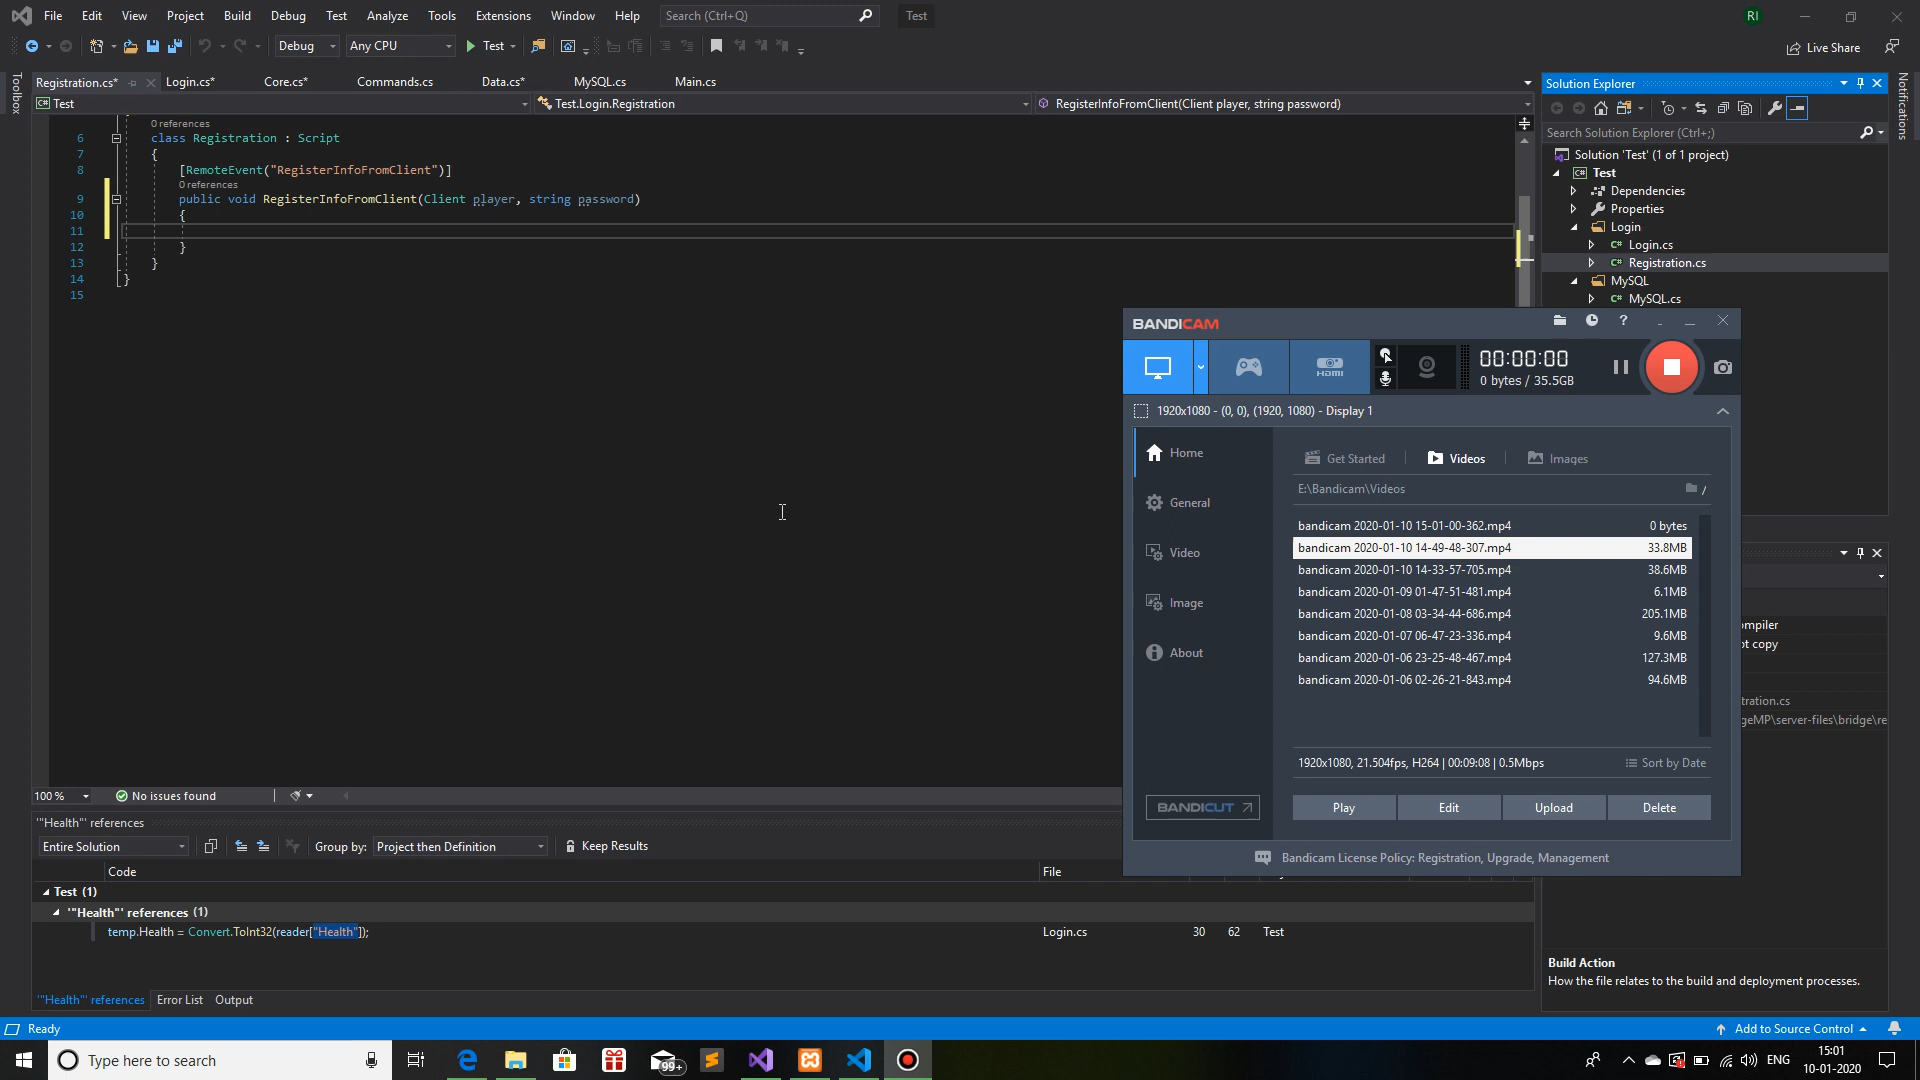 File Edit View Project Build Debug Test Analyze Tools Extensions Window Help Search (Ctrl+Q) Test RI
Debug Any CPU Test Live Share
Toolbox
Registration.cs* Login.cs* Core.cs* Commands.cs Data.cs* MySQL.cs Main.cs
Test Test.Login.Registration RegisterInfoFromClient(Client player, string password)
0 references
6 class Registration : Script
7 {
8 [RemoteEvent("RegisterInfoFromClient")]
0 references
9 public void RegisterInfoFromClient(Client player, string password)
10 {
11
12 }
13 }
14 }
15
Solution Explorer
Search Solution Explorer (Ctrl+;)
Solution 'Test' (1 of 1 project)
Test
Dependencies
Properties
Login
Login.cs
Registration.cs
MySQL
MySQL.cs
Notifications
BANDICAM
HDMI
00:00:00
0 bytes / 35.5GB
1920x1080 - (0, 0), (1920, 1080) - Display 1
Home
General
Video
Image
About
BANDICUT
Get Started Videos Images
E:\Bandicam\Videos /
bandicam 2020-01-10 15-01-00-362.mp4 0 bytes
bandicam 2020-01-10 14-49-48-307.mp4 33.8MB
bandicam 2020-01-10 14-33-57-705.mp4 38.6MB
bandicam 2020-01-09 01-47-51-481.mp4 6.1MB
bandicam 2020-01-08 03-34-44-686.mp4 205.1MB
bandicam 2020-01-07 06-47-23-336.mp4 9.6MB
bandicam 2020-01-06 23-25-48-467.mp4 127.3MB
bandicam 2020-01-06 02-26-21-843.mp4 94.6MB
1920x1080, 21.504fps, H264 | 00:09:08 | 0.5Mbps Sort by Date
Play Edit Upload Delete
Bandicam License Policy: Registration, Upgrade, Management
ompiler
ot copy
tration.cs
geMP\server-files\bridge\re
100 % No issues found
'"Health"' references
Entire Solution Group by: Project then Definition Keep Results
Code File
Test (1)
'"Health"' references (1)
temp.Health = Convert.ToInt32(reader["Health"]); Login.cs 30 62 Test
'"Health"' references Error List Output
Build Action
How the file relates to the build and deployment processes.
Ready Add to Source Control
Type here to search 99+ ENG 15:01
10-01-2020